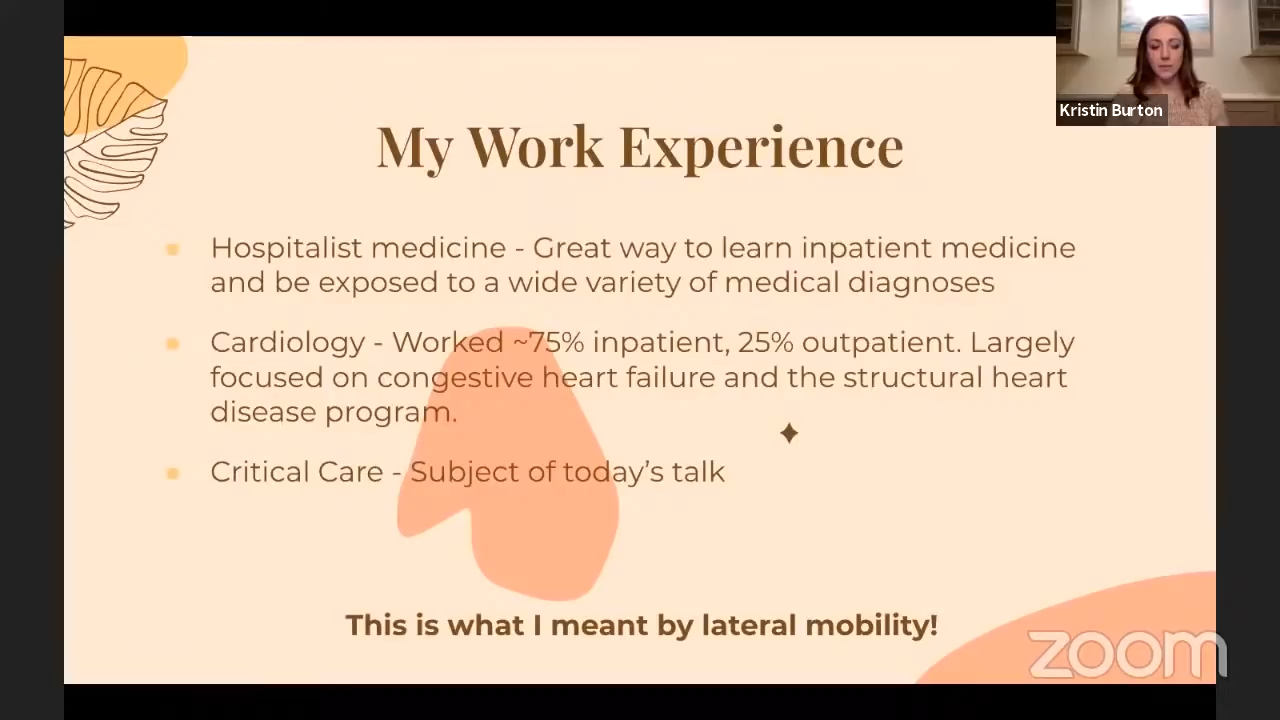 Kristin Burton
My Work Experience
Hospitalist medicine - Great way to learn inpatient medicine
and be exposed to a wide variety of medical diagnoses
Cardiology - Worked ~75% inpatient, 25% outpatient. Largely
focused on congestive heart failure and the structural heart
disease program.
Critical Care - Subject of today’s talk
This is what I meant by lateral mobility!
zoom